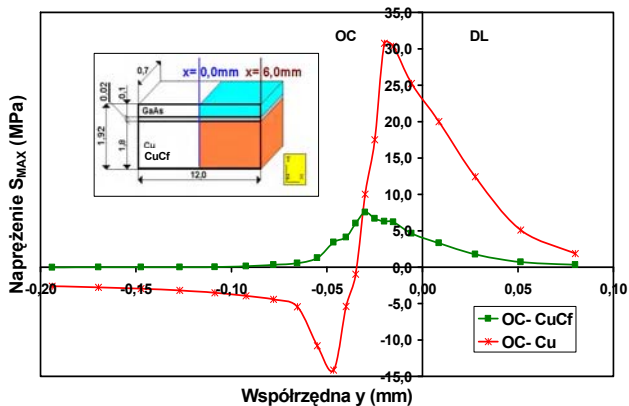 35,0
30,0
25,0
20,0
15,0
10,0
5,0
0,0
-5,0
-10,0
-15,0
-0,20
-0,15
-0,10
-0,05
0,00
0,05
0,10
Naprężenie SMAX (MPa)
Współrzędna y (mm)
OC
DL
0,7
x= 0,0mm
x= 6,0mm
0,02
0,1
1,92
1,8
GaAs
Cu
CuCf
12,0
OC- CuCf
OC- Cu